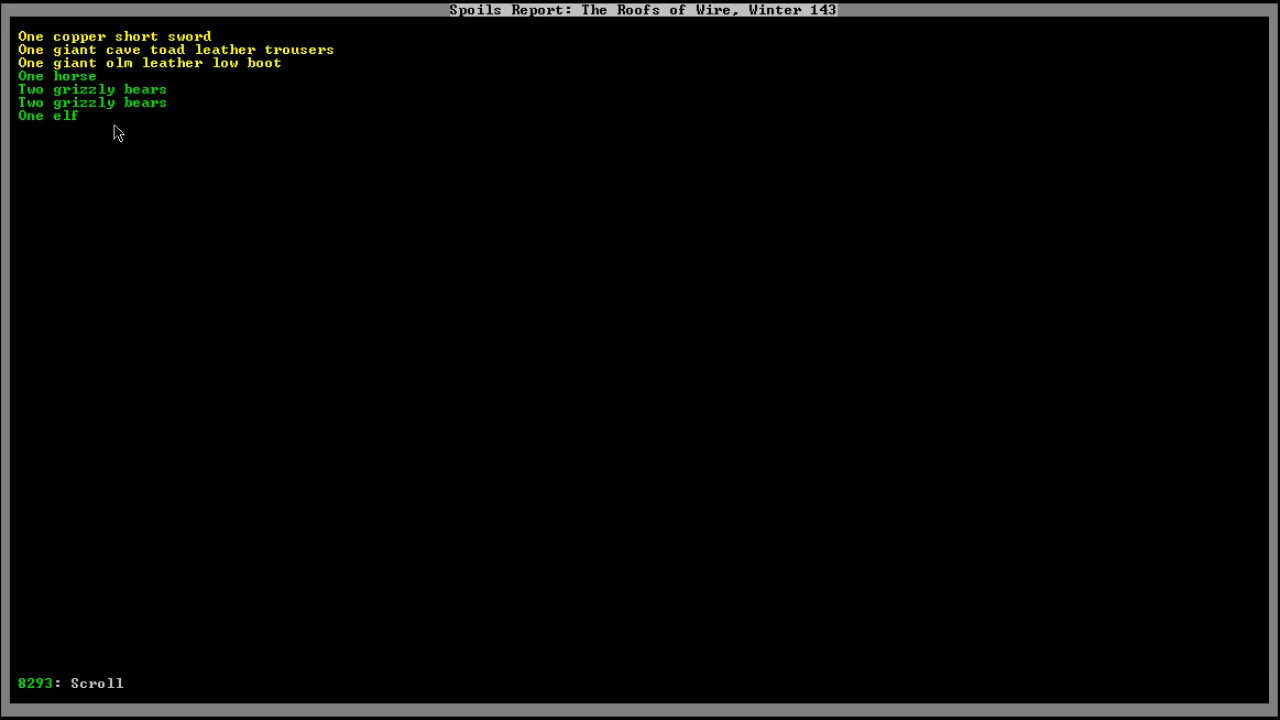 Spoils Report: The Roofs of Wire, Winter 143
One copper short sword
One giant cave toad leather trousers
One giant olm leather low boot
One horse
Two grizzly bears
Two grizzly bears
One elf
8293: Scroll